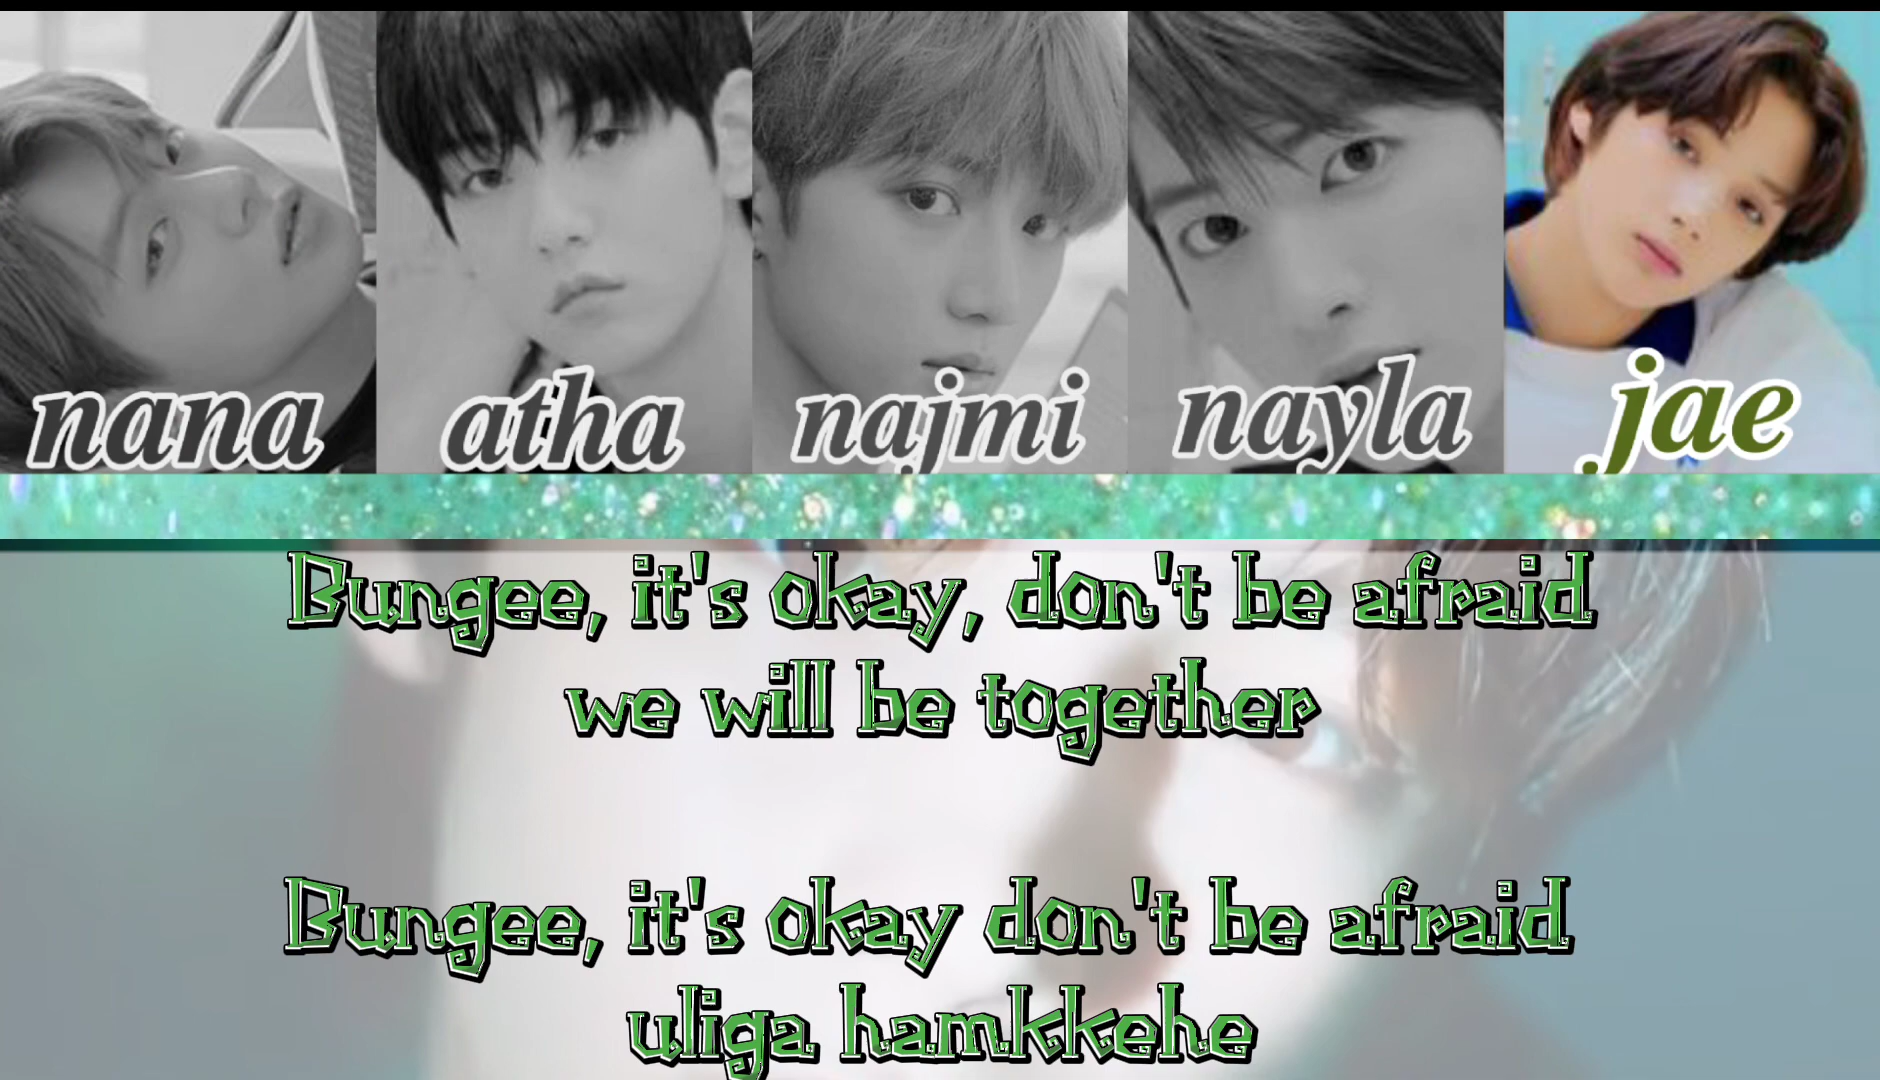 nana atha najmi nayla jae
Bungee, it's okay, don't be afraid
we will be together
Bungee, it's okay don't be afraid
uliga hamkkehe